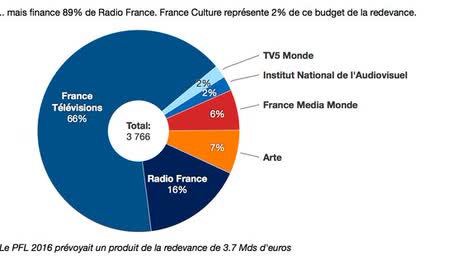 .. mais finance 89% de Radio France. France Culture représente 2% de ce budget de la redevance.
TV5 Monde
2%
Institut National de l'Audiovisuel
2%
France Media Monde
6%
France
Télévisions
66%
Total:
3 766
7%
Arte
Radio France
16%
Le PFL 2016 prévoyait un produit de la redevance de 3.7 Mds d'euros